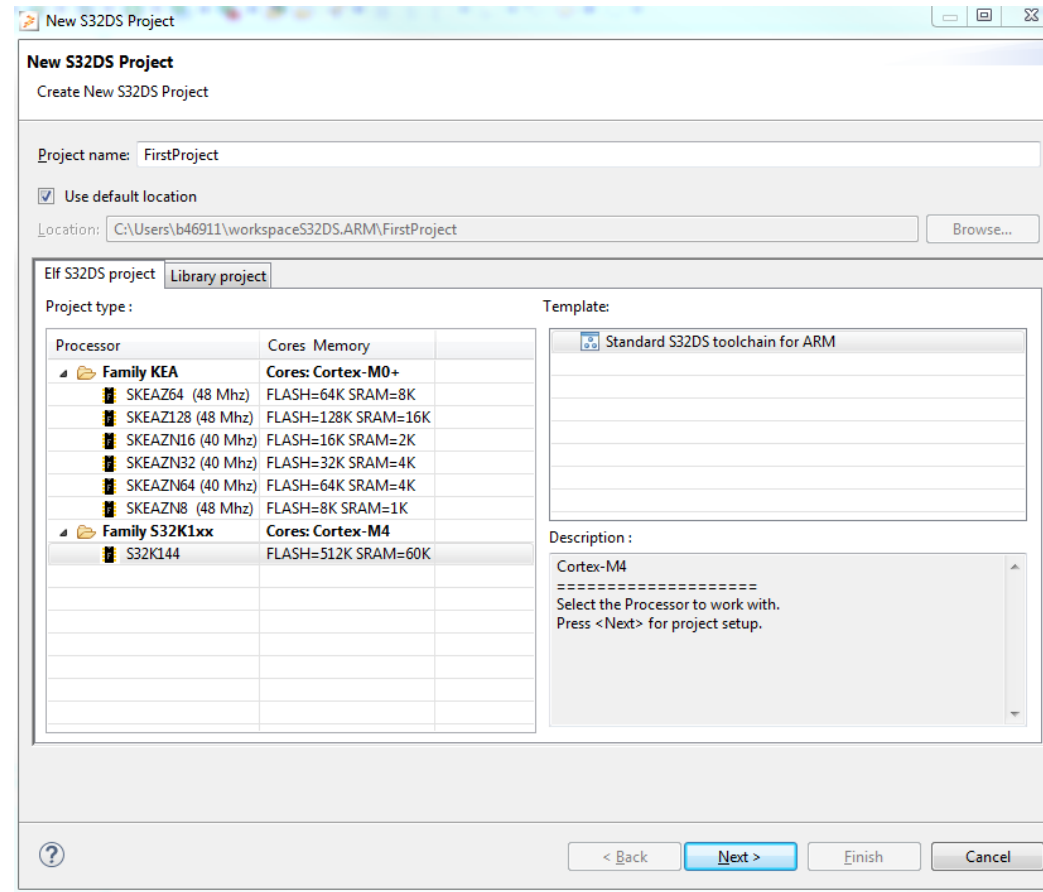 New S32DS Project
New S32DS Project
Create New S32DS Project
Project name: FirstProject
Use default location
Location: C:\Users\b46911\workspaceS32DS.ARM\FirstProject Browse...
Elf S32DS project Library project
Project type :
Processor Cores Memory
Family KEA Cores: Cortex-M0+
SKEAZ64 (48 Mhz) FLASH=64K SRAM=8K
SKEAZ128 (48 Mhz) FLASH=128K SRAM=16K
SKEAZN16 (40 Mhz) FLASH=16K SRAM=2K
SKEAZN32 (40 Mhz) FLASH=32K SRAM=4K
SKEAZN64 (40 Mhz) FLASH=64K SRAM=4K
SKEAZN8 (48 Mhz) FLASH=8K SRAM=1K
Family S32K1xx Cores: Cortex-M4
S32K144 FLASH=512K SRAM=60K
Template:
Standard S32DS toolchain for ARM
Description :
Cortex-M4
====================
Select the Processor to work with.
Press <Next> for project setup.
? < Back Next > Finish Cancel